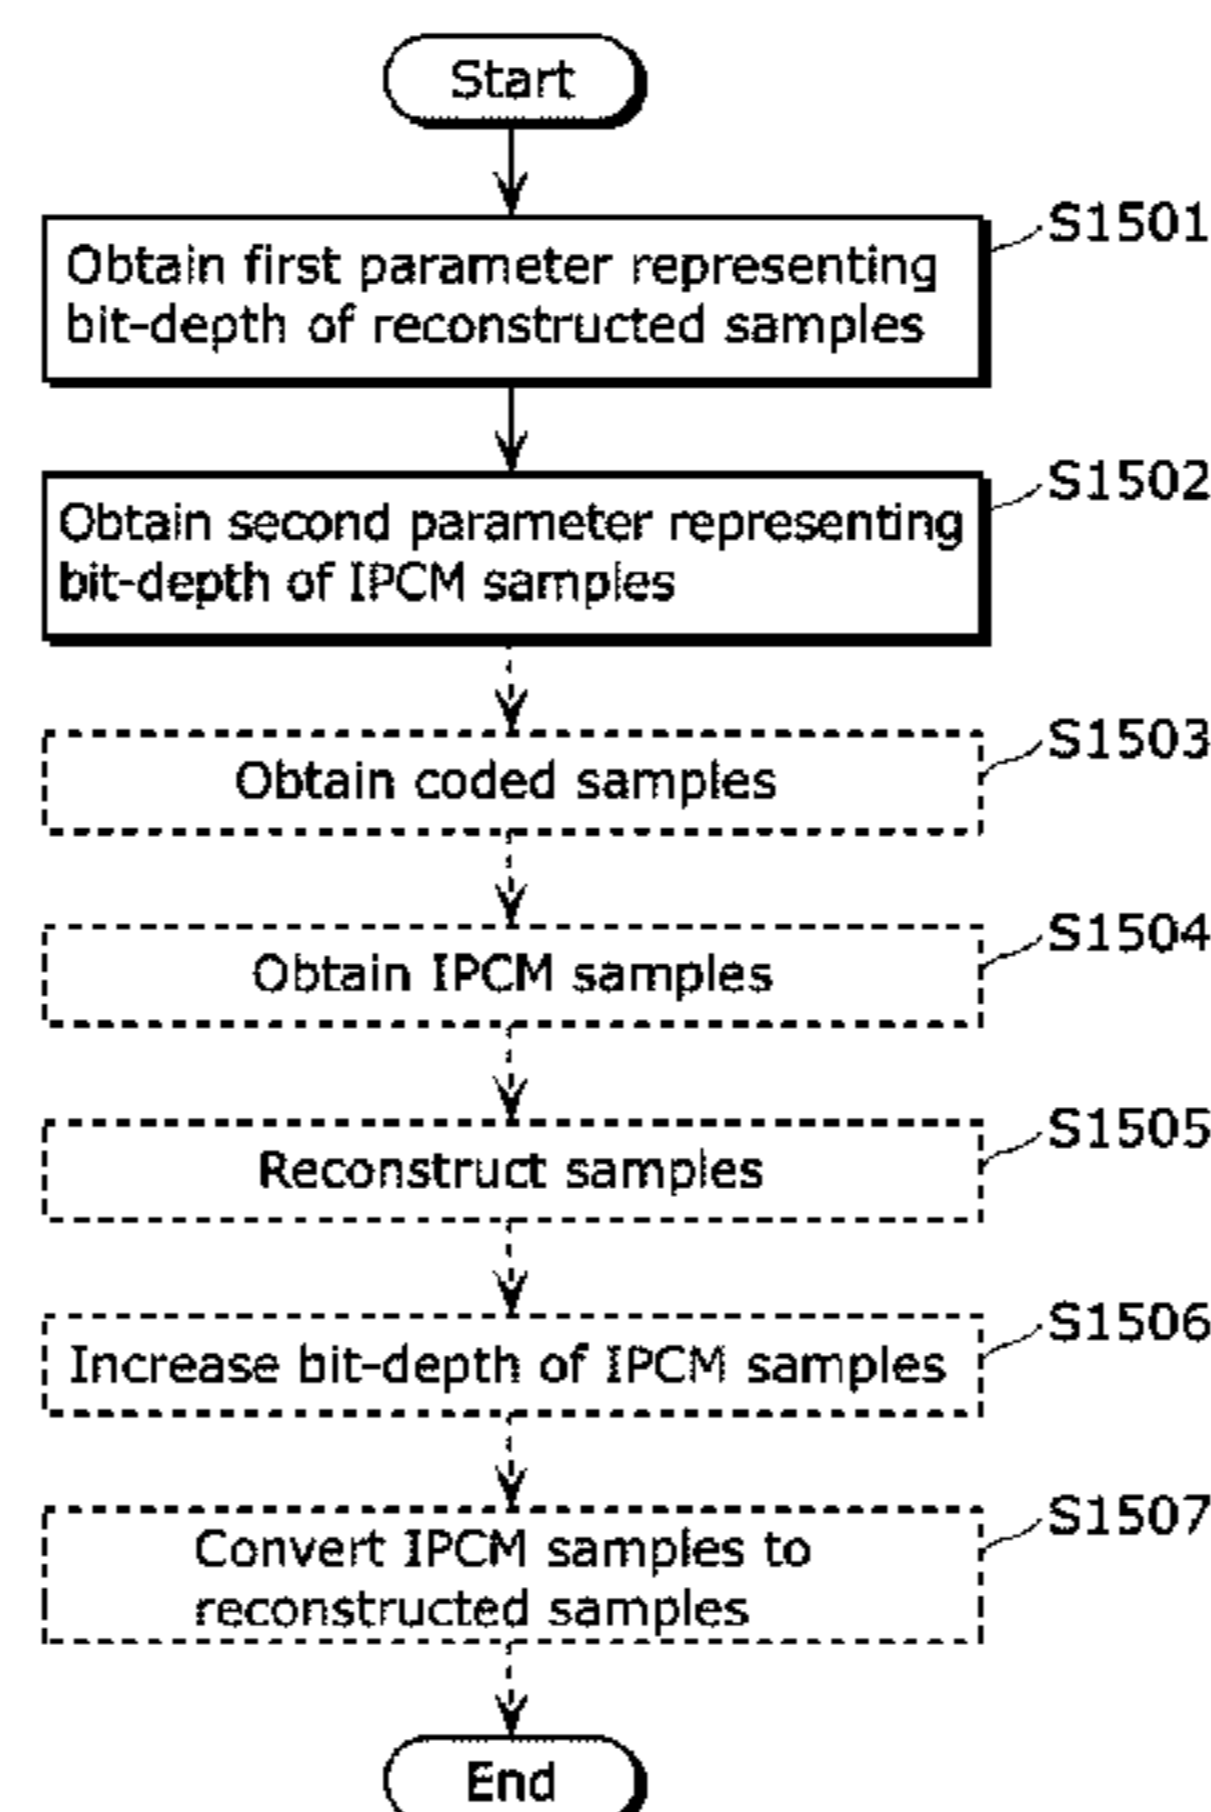 Start
S1501
Obtain first parameter representing
bit-depth of reconstructed samples
S1502
Obtain second parameter representing
bit-depth of IPCM samples
S1503
Obtain coded samples
S1504
Obtain IPCM samples
S1505
Reconstruct samples
S1506
Increase bit-depth of IPCM samples
S1507
Convert IPCM samples to
reconstructed samples
End